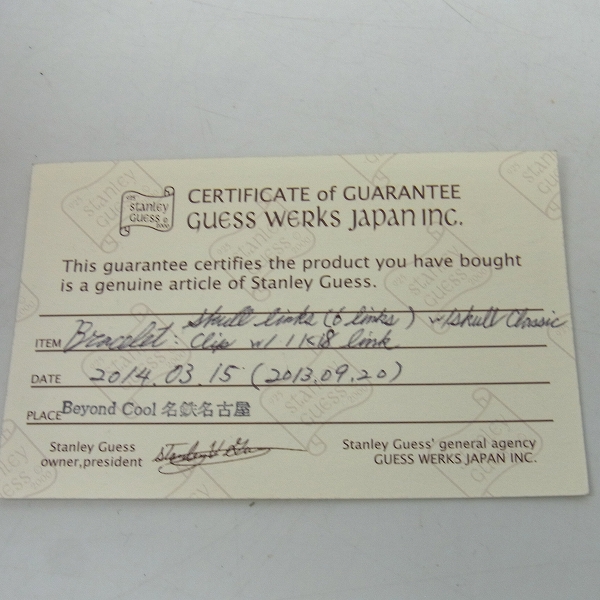 Stanley
Guess
CERTIFICATE of GUARANTEE
GUESS WERKS JAPAN INC.
This guarantee certifies the product you have bought
is a genuine article of Stanley Guess.
Skull links (6 links) w/skull Classic
ITEM Bracelet: Clip w/ 1 K18 link
DATE 2014.03.15 (2013.09.20)
PLACE Beyond Cool 名鉄名古屋
Stanley Guess
owner,president
Stanley Guess' general agency
GUESS WERKS JAPAN INC.